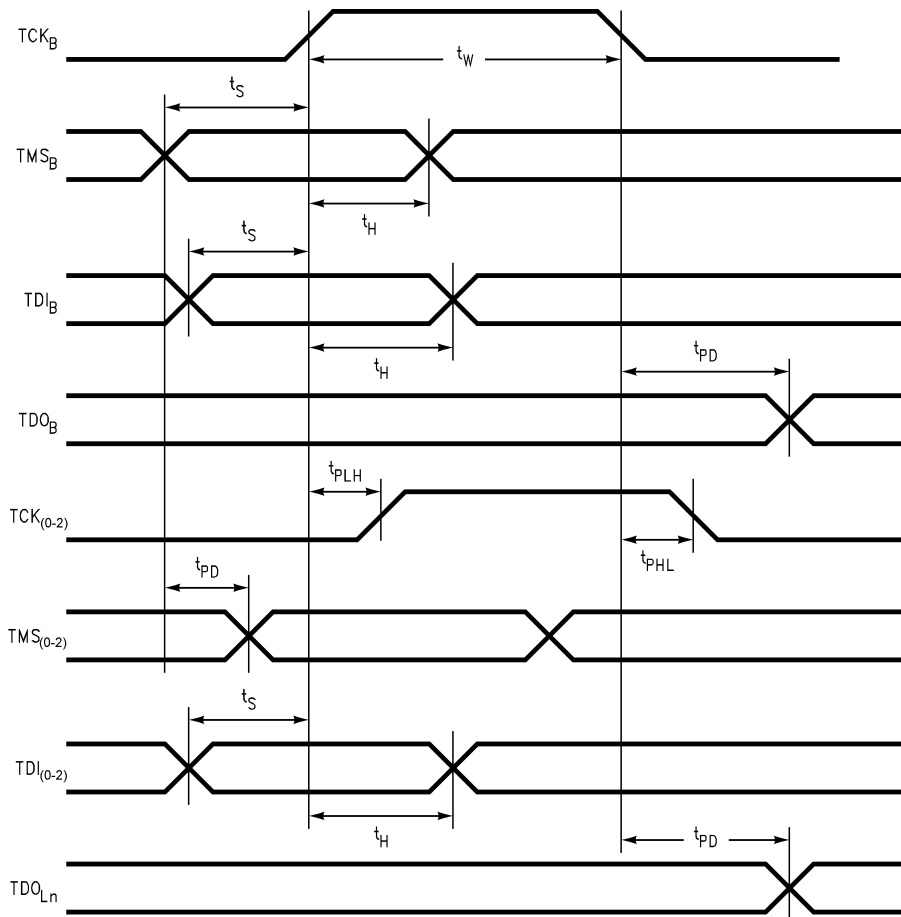 TCK_B
t_W
t_S
TMS_B
t_H
t_S
TDI_B
t_H
t_PD
TDO_B
t_PLH
TCK_(0-2)
t_PHL
t_PD
TMS_(0-2)
t_S
TDI_(0-2)
t_H
t_PD
TDO_Ln